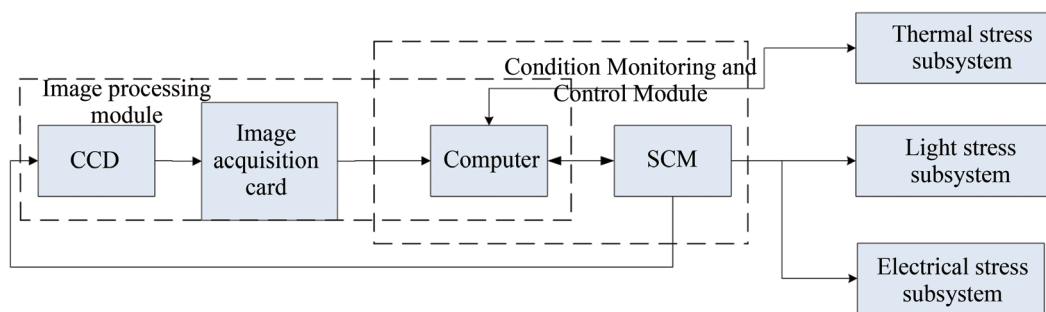 Thermal stress
subsystem
Condition Monitoring and
Control Module
Image processing
module
CCD
Image
acquisition
card
Computer
SCM
Light stress
subsystem
Electrical stress
subsystem